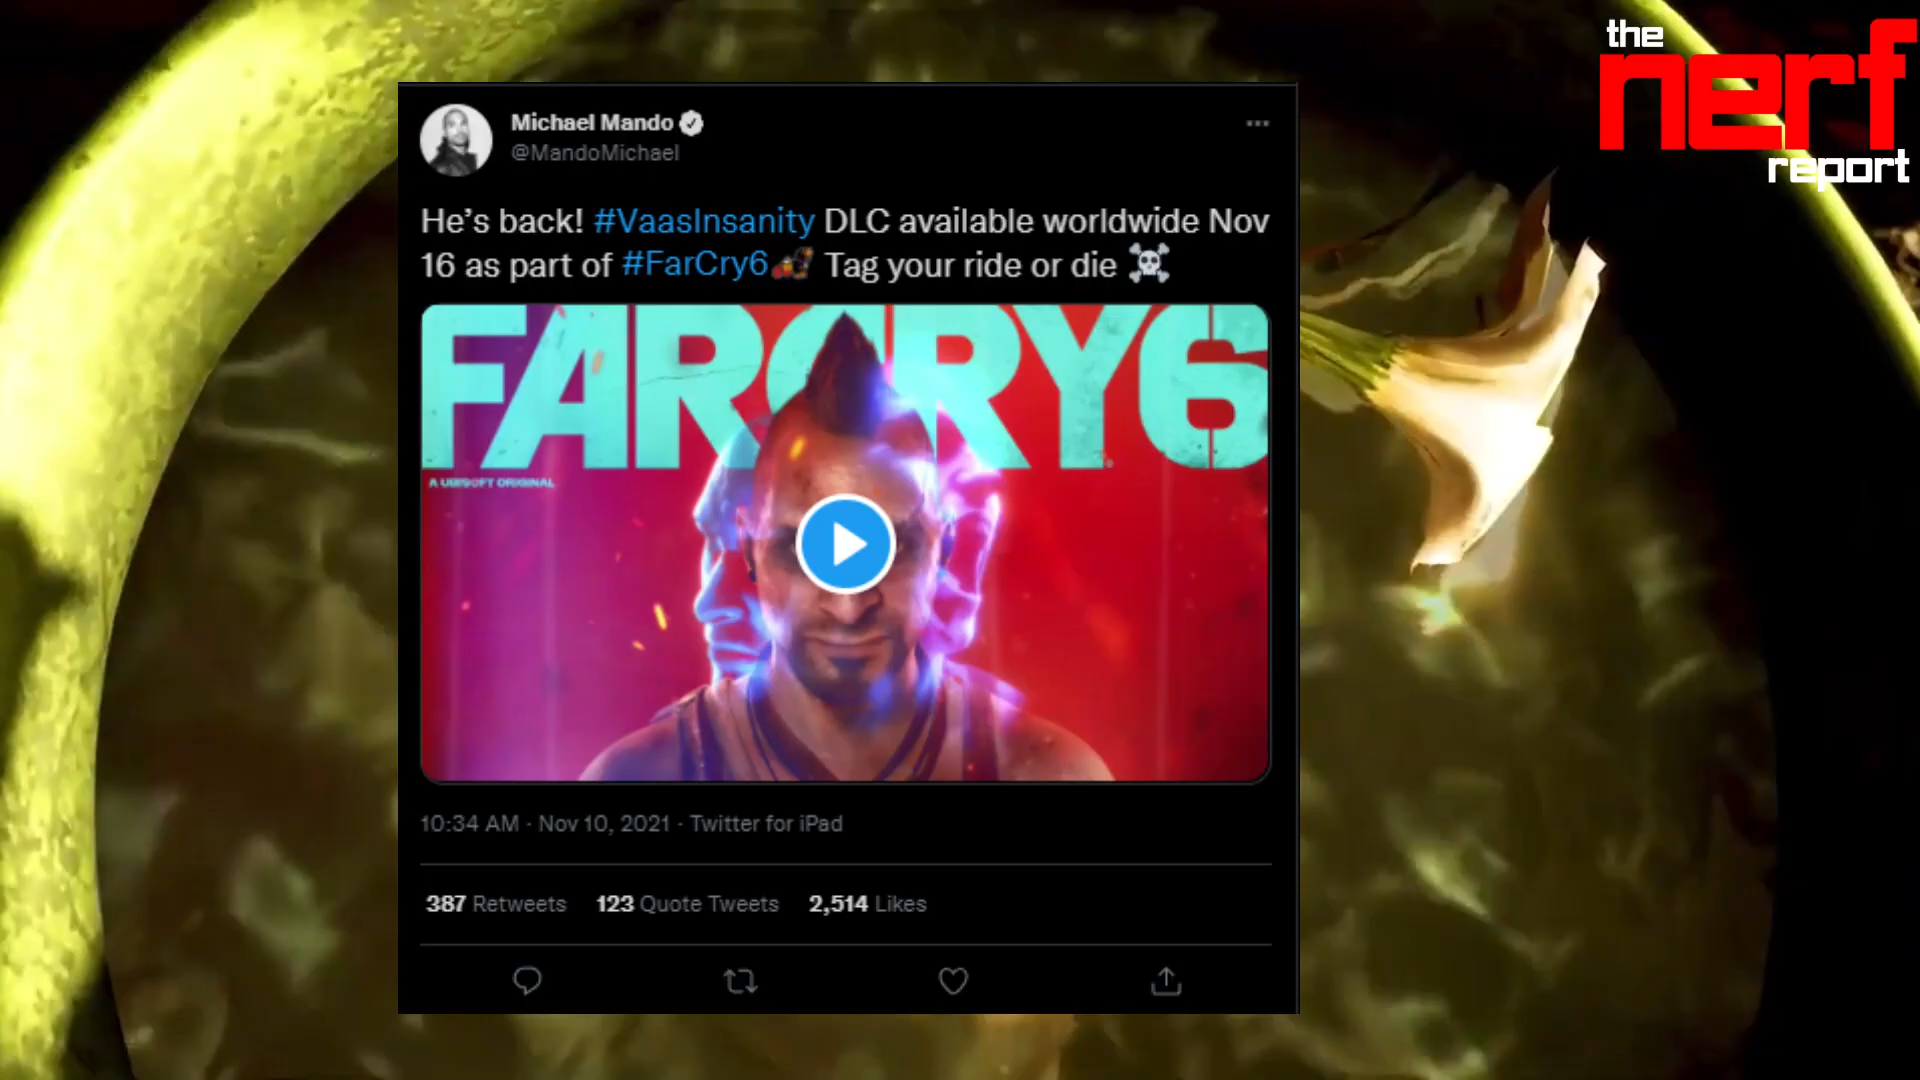 the
nerf
report
Michael Mando
@MandoMichael
He's back! #VaasInsanity DLC available worldwide Nov
16 as part of #FarCry6 Tag your ride or die ☠
FARCRY6
A UBISOFT ORIGINAL
10:34 AM · Nov 10, 2021 · Twitter for iPad
387 Retweets 123 Quote Tweets 2,514 Likes